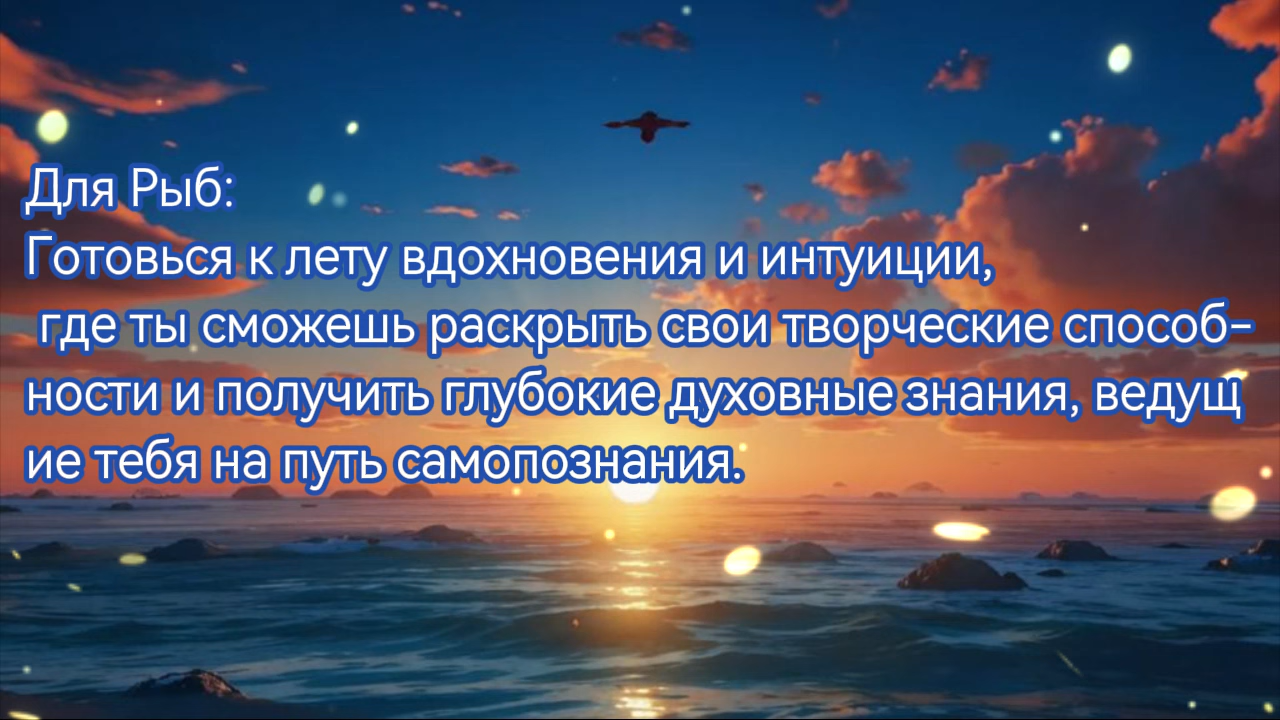 Для Рыб:
Готовься к лету вдохновения и интуиции,
где ты сможешь раскрыть свои творческие способ-
ности и получить глубокие духовные знания, ведущ
ие тебя на путь самопознания.